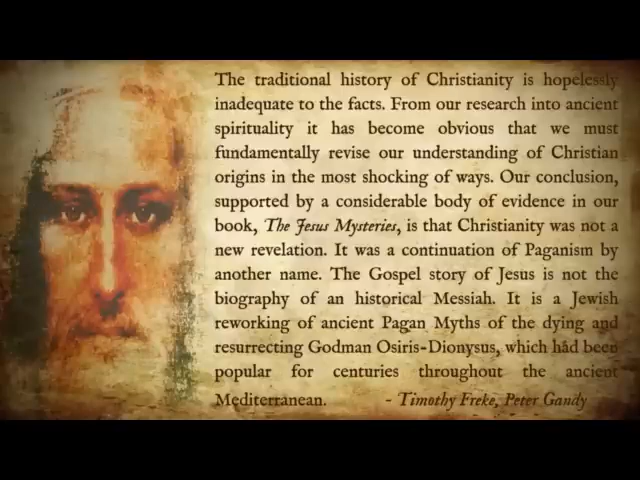 The traditional history of Christianity is hopelessly
inadequate to the facts. From our research into ancient
spirituality it has become obvious that we must
fundamentally revise our understanding of Christian
origins in the most shocking of ways. Our conclusion,
supported by a considerable body of evidence in our
book, The Jesus Mysteries, is that Christianity was not a
new revelation. It was a continuation of Paganism by
another name. The Gospel story of Jesus is not the
biography of an historical Messiah. It is a Jewish
reworking of ancient Pagan Myths of the dying and
resurrecting Godman Osiris-Dionysus, which had been
popular for centuries throughout the ancient
Mediterranean. - Timothy Freke, Peter Gandy